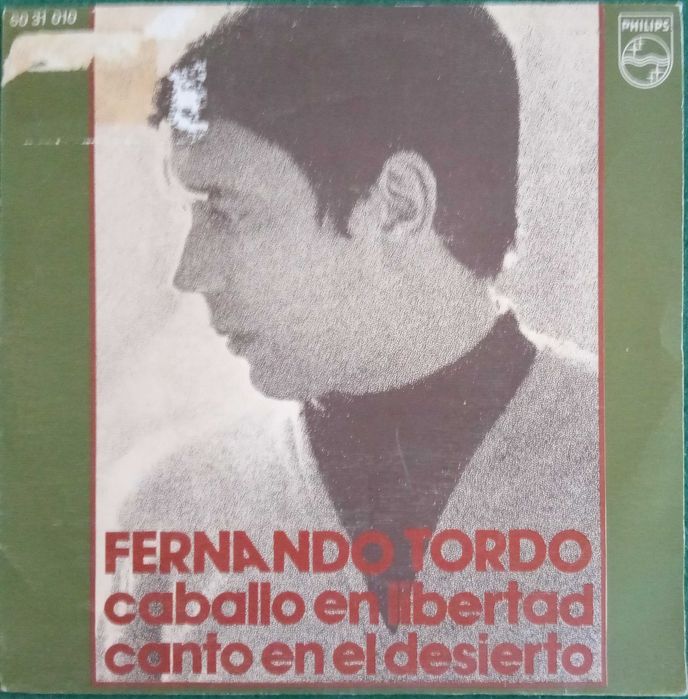 60 31 010
PHILIPS
FERNANDO TORDO
caballo en libertad
canto en el desierto